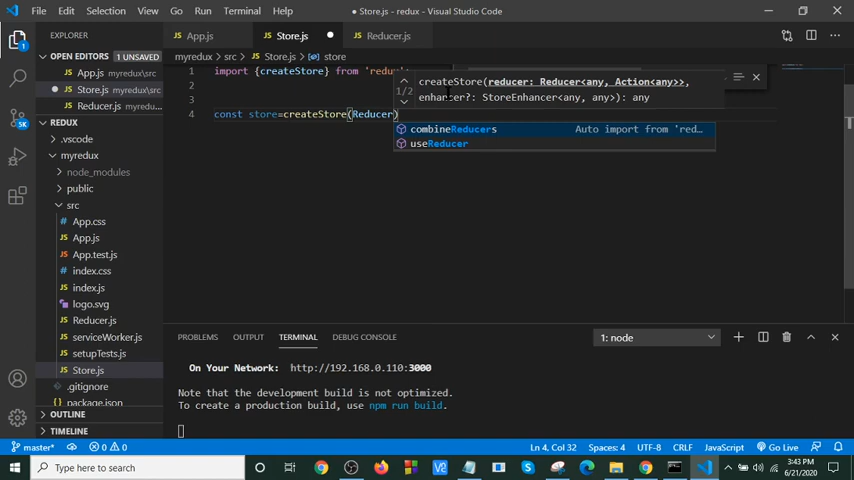 File Edit Selection View Go Run Terminal Help ● Store.js - redux - Visual Studio Code
EXPLORER
App.js
Store.js
Reducer.js
OPEN EDITORS 1 UNSAVED
App.js myredux\src
Store.js myredux\src
Reducer.js myredux\src
REDUX
.vscode
myredux
node_modules
public
src
App.css
App.js
App.test.js
index.css
index.js
logo.svg
Reducer.js
serviceWorker.js
setupTests.js
Store.js
.gitignore
package.json
OUTLINE
TIMELINE
myredux > src > Store.js > store
1 import {createStore} from 'redux
2
3
4 const store=createStore(Reducer)
1/2
createStore(reducer: Reducer<any, Action<any>>,
enhancer?: StoreEnhancer<any, any>): any
combineReducers Auto import from 'red...
useReducer
PROBLEMS OUTPUT TERMINAL DEBUG CONSOLE 1: node
On Your Network: http://192.168.0.110:3000
Note that the development build is not optimized.
To create a production build, use npm run build.
master* 0 0 Ln 4, Col 32 Spaces: 4 UTF-8 CRLF JavaScript Go Live
Type here to search
3:43 PM
6/21/2020